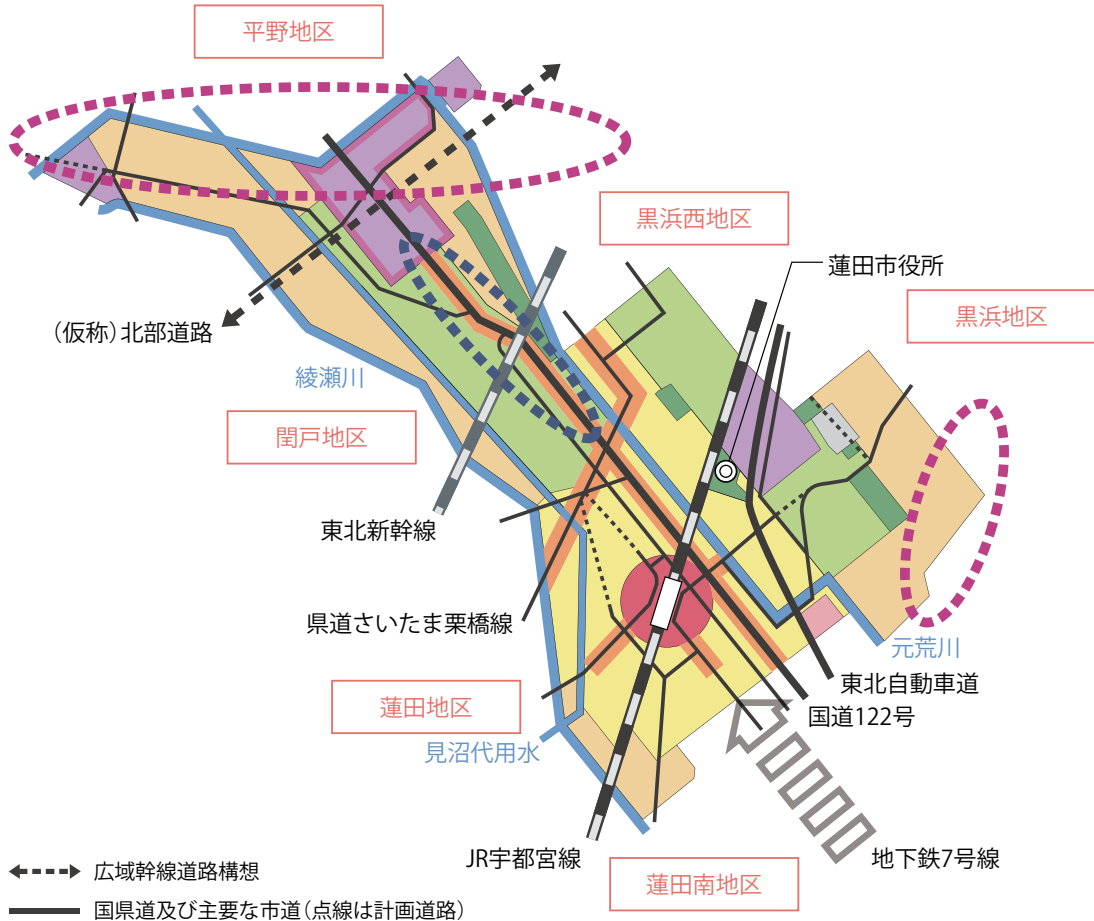 平野地区
黒浜西地区
蓮田市役所
黒浜地区
(仮称)北部道路
綾瀬川
閏戸地区
東北新幹線
県道さいたま栗橋線
元荒川
東北自動車道
蓮田地区
国道122号
見沼代用水
JR宇都宮線
地下鉄7号線
蓮田南地区
広域幹線道路構想
国県道及び主要な市道(点線は計画道路)